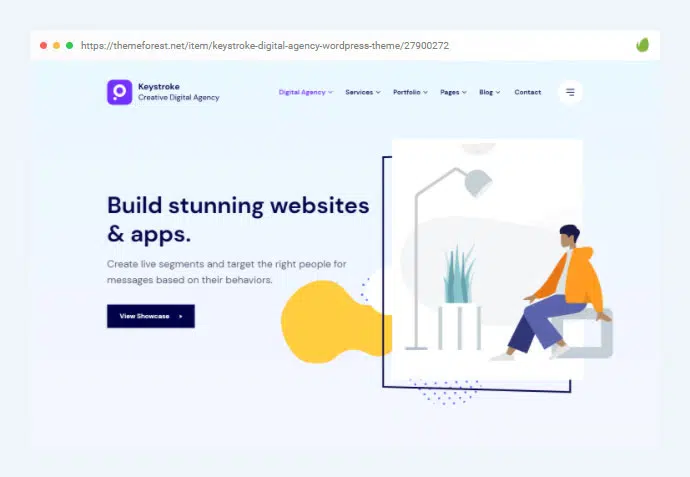 https://themeforest.net/item/keystroke-digital-agency-wordpress-theme/27900272
Keystroke
Creative Digital Agency
Digital Agency Services Portfolio Pages Blog Contact
Build stunning websites
& apps.
Create live segments and target the right people for
messages based on their behaviors.
View Showcase